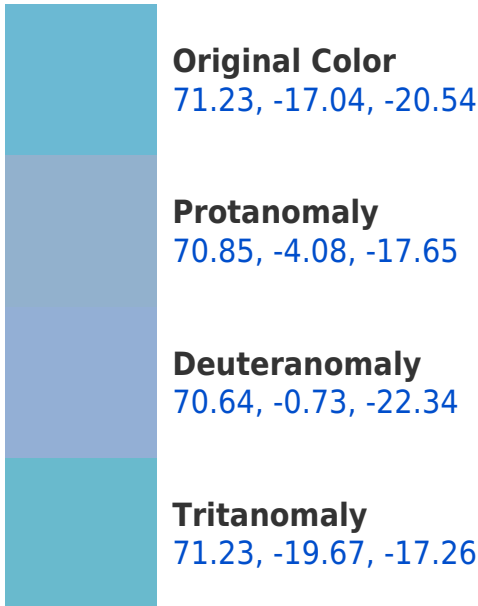 Original Color
71.23, -17.04, -20.54
Protanomaly
70.85, -4.08, -17.65
Deuteranomaly
70.64, -0.73, -22.34
Tritanomaly
71.23, -19.67, -17.26